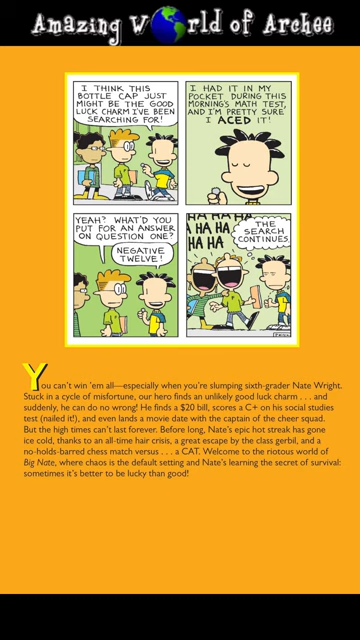 Amazing World of Archee
I THINK THIS
BOTTLE CAP JUST
MIGHT BE THE GOOD
LUCK CHARM I'VE BEEN
SEARCHING FOR!
I HAD IT IN MY
POCKET DURING THIS
MORNING'S MATH TEST,
AND I'M PRETTY SURE
I ACED IT!
YEAH? WHAT'D YOU
PUT FOR AN ANSWER
ON QUESTION ONE?
NEGATIVE
TWELVE!
HA HA HA HA
HA HA
HA HA
THE
SEARCH
CONTINUES.
You can't win 'em all—especially when you're slumping sixth-grader Nate Wright.
Stuck in a cycle of misfortune, our hero finds an unlikely good luck charm . . . and
suddenly, he can do no wrong! He finds a $20 bill, scores a C+ on his social studies
test (nailed it!), and even lands a movie date with the captain of the cheer squad.
But the high times can't last forever. Before long, Nate's epic hot streak has gone
ice cold, thanks to an all-time hair crisis, a great escape by the class gerbil, and a
no-holds-barred chess match versus . . . a CAT. Welcome to the riotous world of
Big Nate, where chaos is the default setting and Nate's learning the secret of survival:
sometimes it's better to be lucky than good!